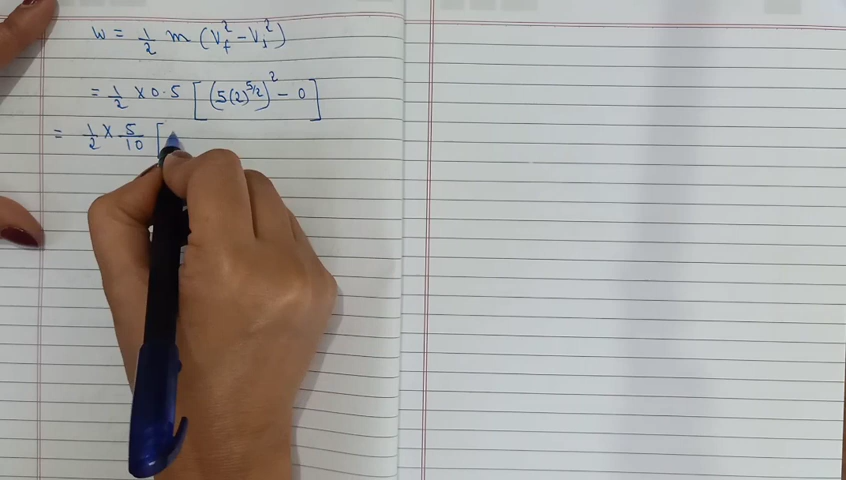 W = 1/2 m (V_f^2 - V_i^2)
= 1/2 × 0.5 [ (5(2)^5/2)^2 - 0 ]
= 1/2 × 5/10 [